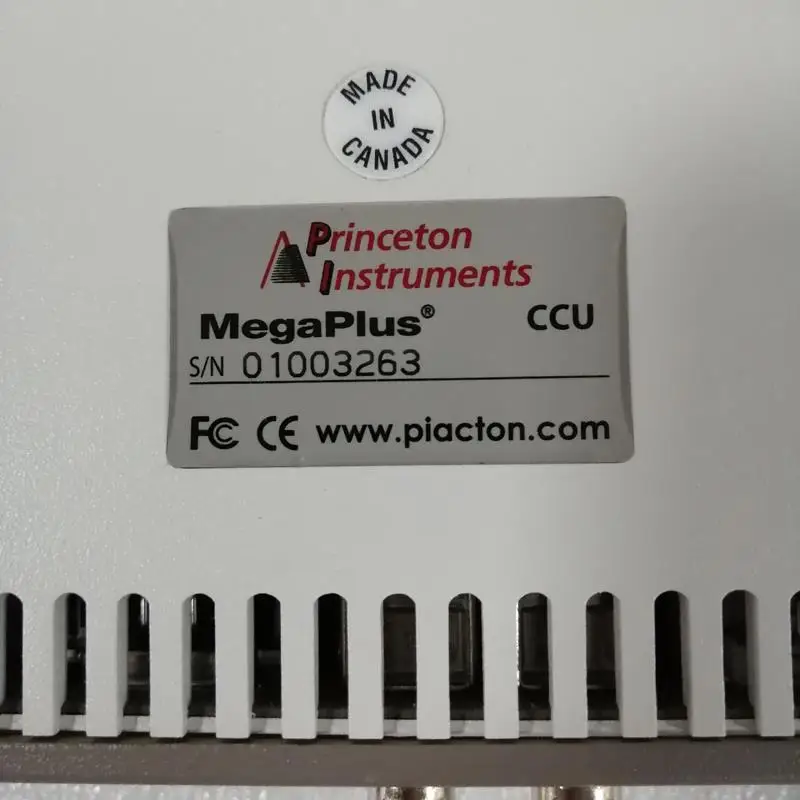 MADE
IN
CANADA
Princeton
Instruments
MegaPlus® CCU
S/N 01003263
FC CE www.piacton.com